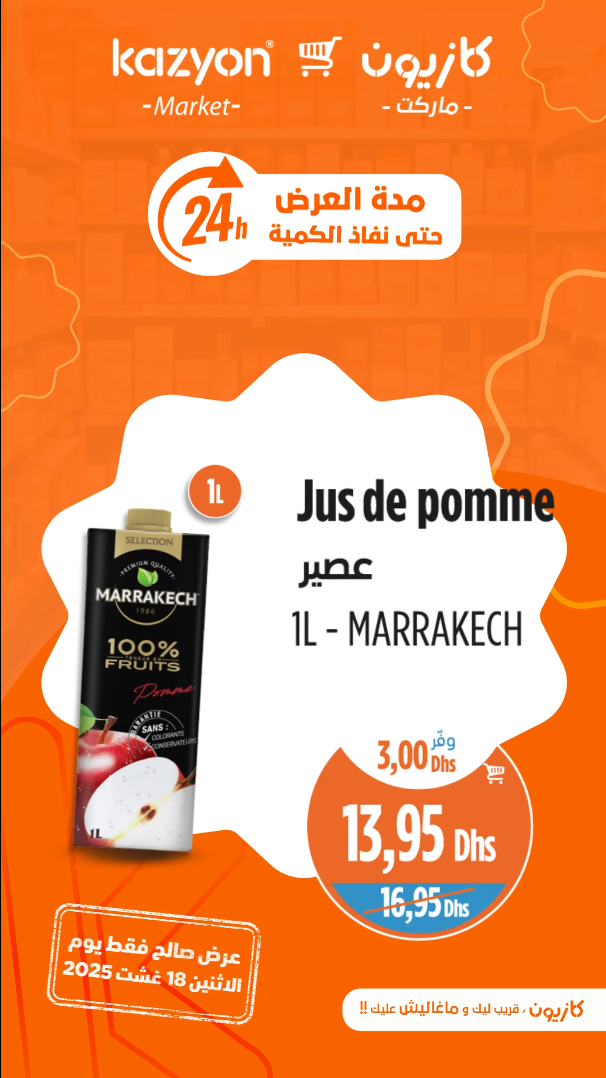 kazyon® كازيون
-Market- - ماركت -
24h
مدة العرض
حتى نفاذ الكمية
1L
Jus de pomme
عصير
1L - MARRAKECH
SELECTION
PREMIUM QUALITY
MARRAKECH
1986
100%
TENEUR EN
FRUITS
Pomme
GARANTIE
SANS :
COLORANTS
CONSERVATEURS
1L
وفّر
3,00 Dhs
13,95 Dhs
16,95 Dhs
عرض صالح فقط يوم
الاثنين 18 غشت 2025
كازيون ، قريب ليك و ماغاليش عليك !!